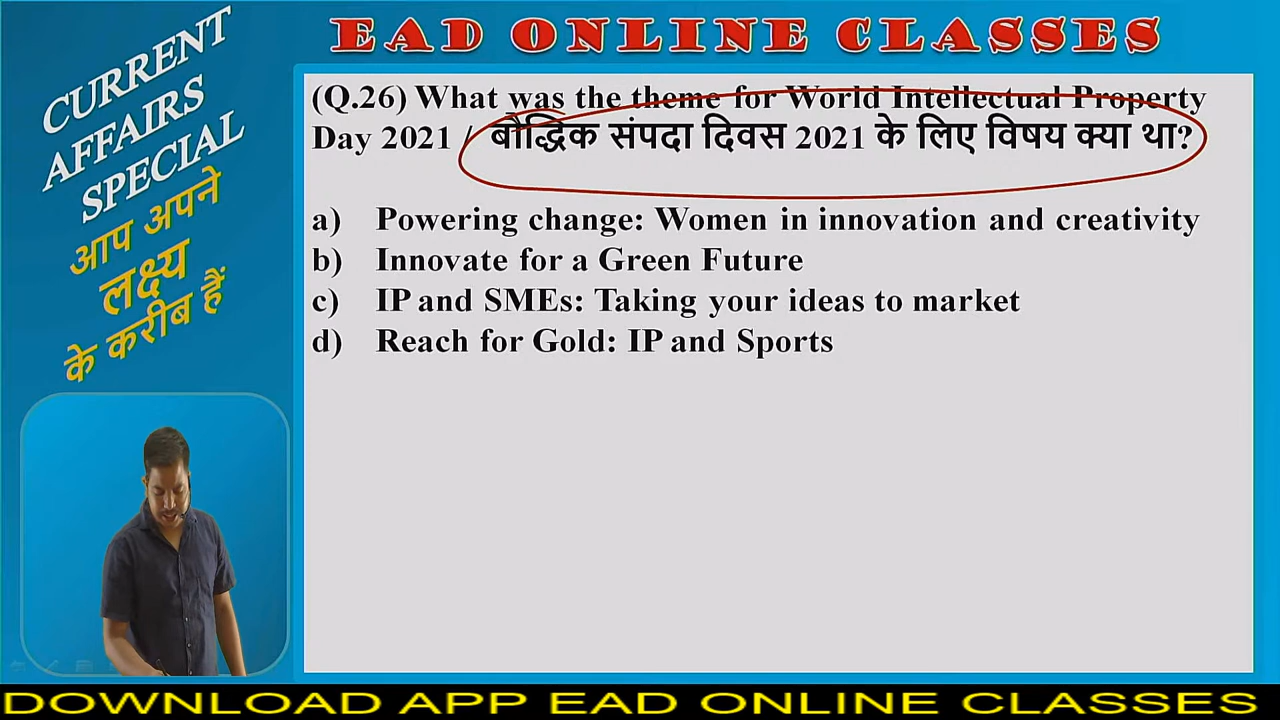 EAD ONLINE CLASSES
CURRENT
AFFAIRS
SPECIAL
आप अपने
लक्ष्य
के करीब हैं
(Q.26) What was the theme for World Intellectual Property
Day 2021 / बौद्धिक संपदा दिवस 2021 के लिए विषय क्या था?
a) Powering change: Women in innovation and creativity
b) Innovate for a Green Future
c) IP and SMEs: Taking your ideas to market
d) Reach for Gold: IP and Sports
DOWNLOAD APP EAD ONLINE CLASSES